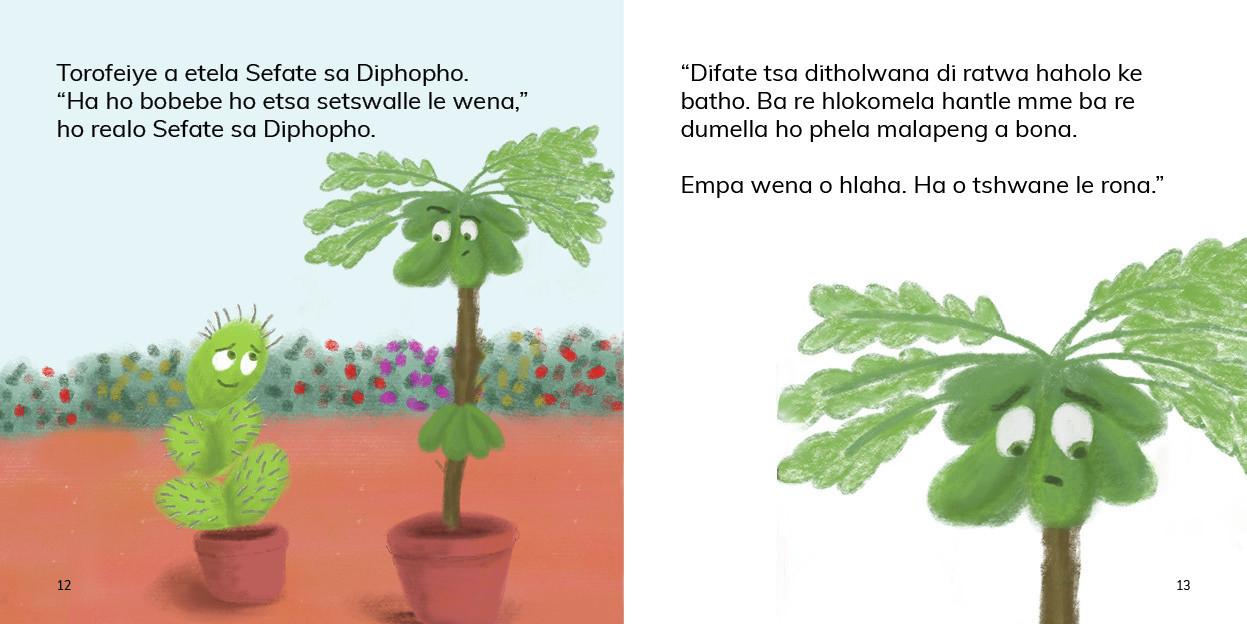 Torofeiye a etela Sefate sa Diphopho.
“Ha ho bobebe ho etsa setswalle le wena,”
ho realo Sefate sa Diphopho.
12
“Difate tsa ditholwana di ratwa haholo ke
batho. Ba re hlokomela hantle mme ba re
dumella ho phela malapeng a bona.
Empa wena o hlaha. Ha o tshwane le rona.”
13